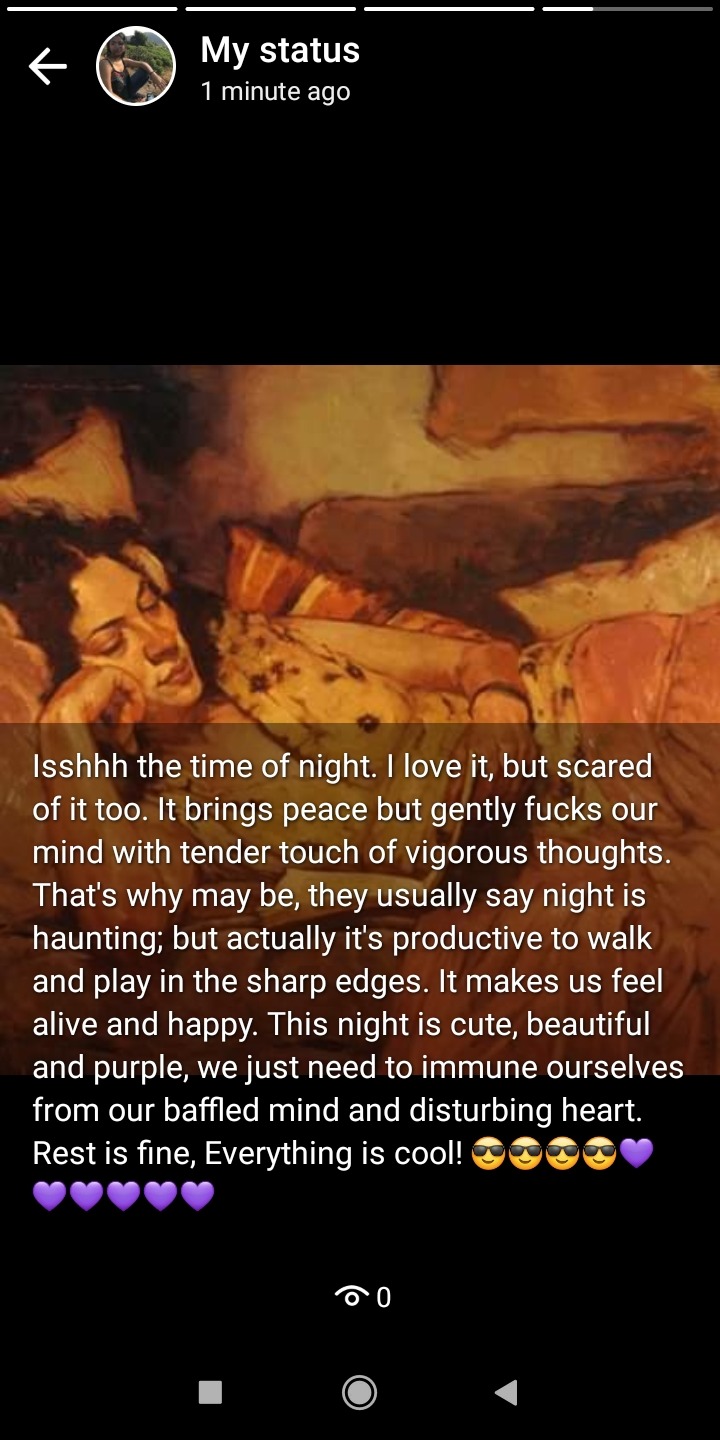 My status
1 minute ago
Isshhh the time of night. I love it, but scared
of it too. It brings peace but gently fucks our
mind with tender touch of vigorous thoughts.
That's why may be, they usually say night is
haunting; but actually it's productive to walk
and play in the sharp edges. It makes us feel
alive and happy. This night is cute, beautiful
and purple, we just need to immune ourselves
from our baffled mind and disturbing heart.
Rest is fine, Everything is cool! 😎😎😎😎💜
💜💜💜💜💜
0